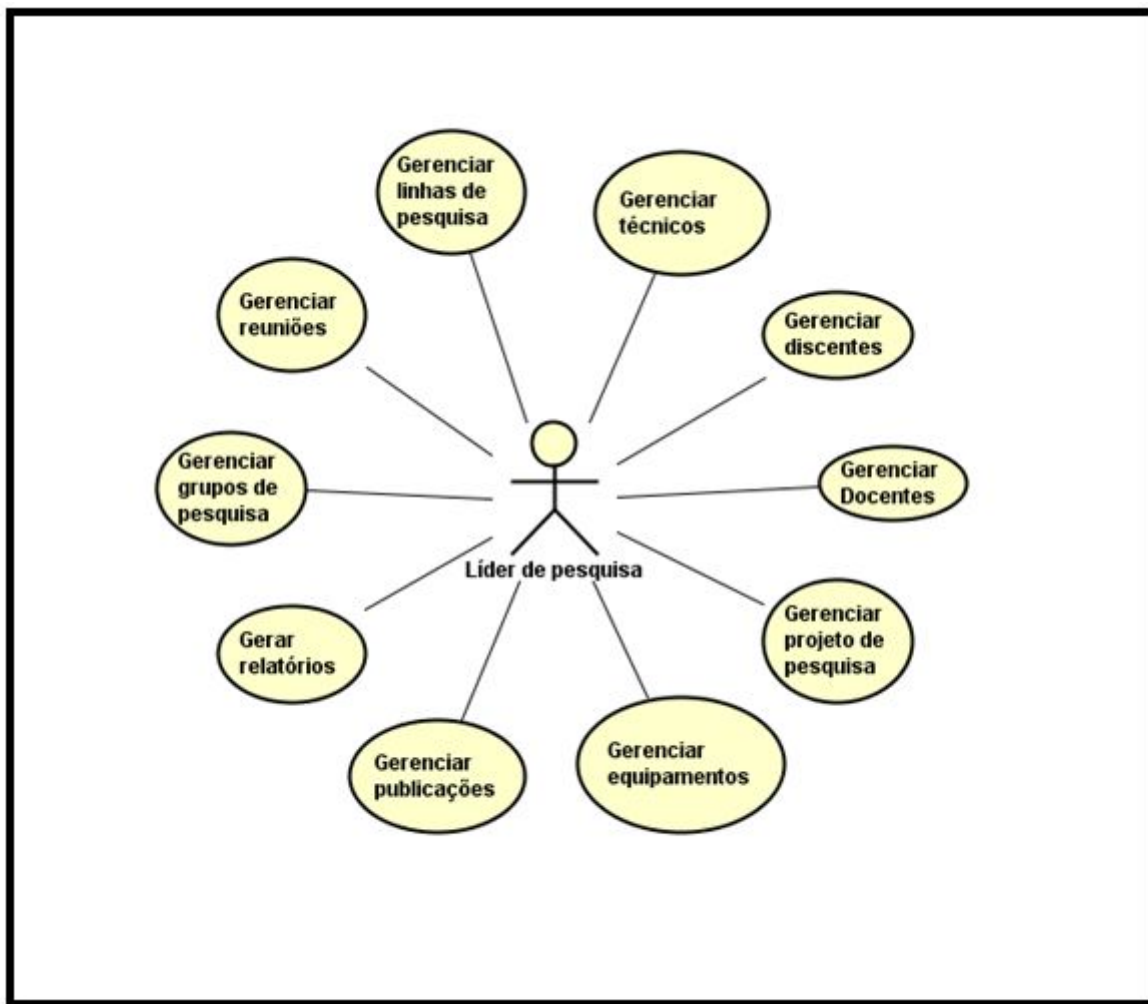 Gerenciar
linhas de
pesquisa
Gerenciar
técnicos
Gerenciar
reuniões
Gerenciar
discentes
Gerenciar
grupos de
pesquisa
Gerenciar
Docentes
Líder de pesquisa
Gerar
relatórios
Gerenciar
projeto de
pesquisa
Gerenciar
publicações
Gerenciar
equipamentos